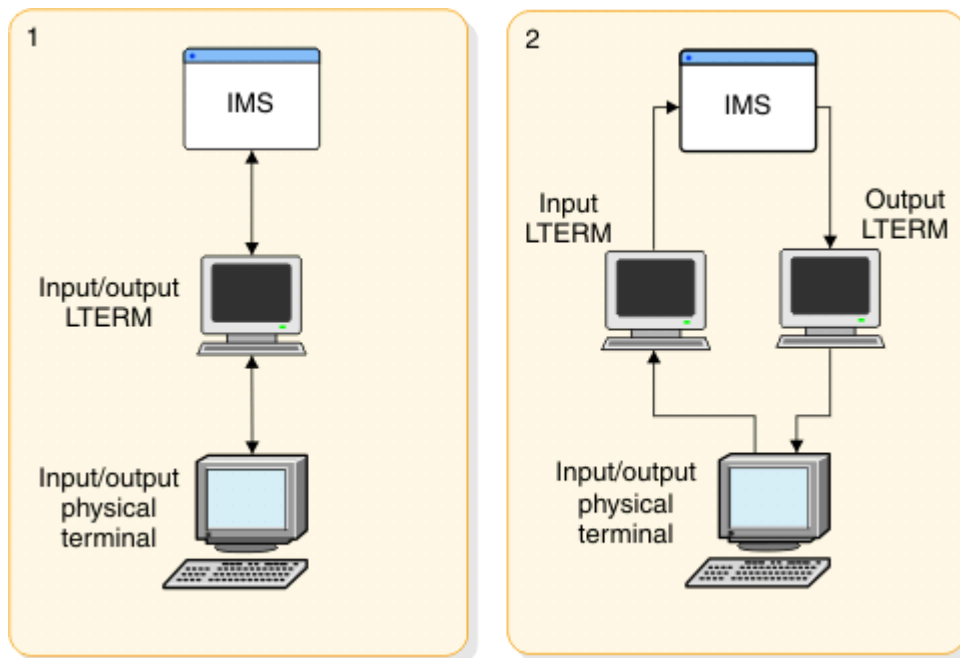 1
IMS
Input/output
LTERM
Input/output
physical
terminal
2
IMS
Input
LTERM
Output
LTERM
Input/output
physical
terminal